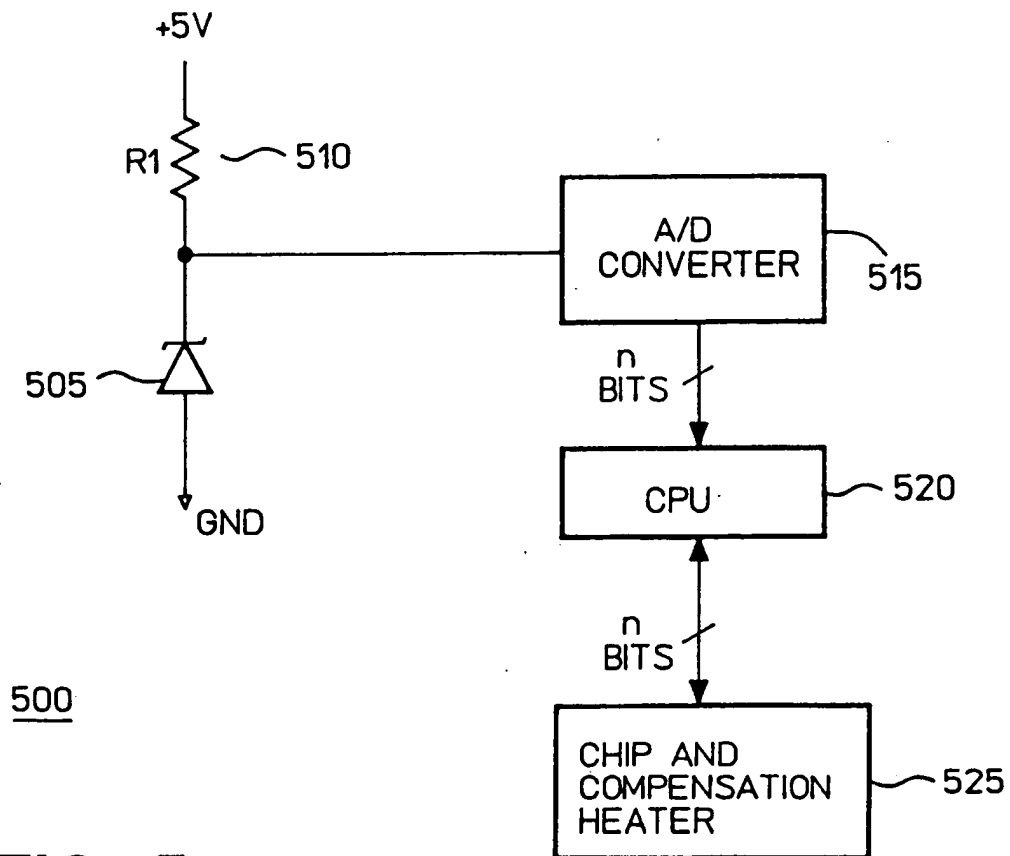 +5V
R1
510
A/D
CONVERTER
515
505
n
BITS
GND
CPU
520
n
BITS
500
CHIP AND
COMPENSATION
HEATER
525